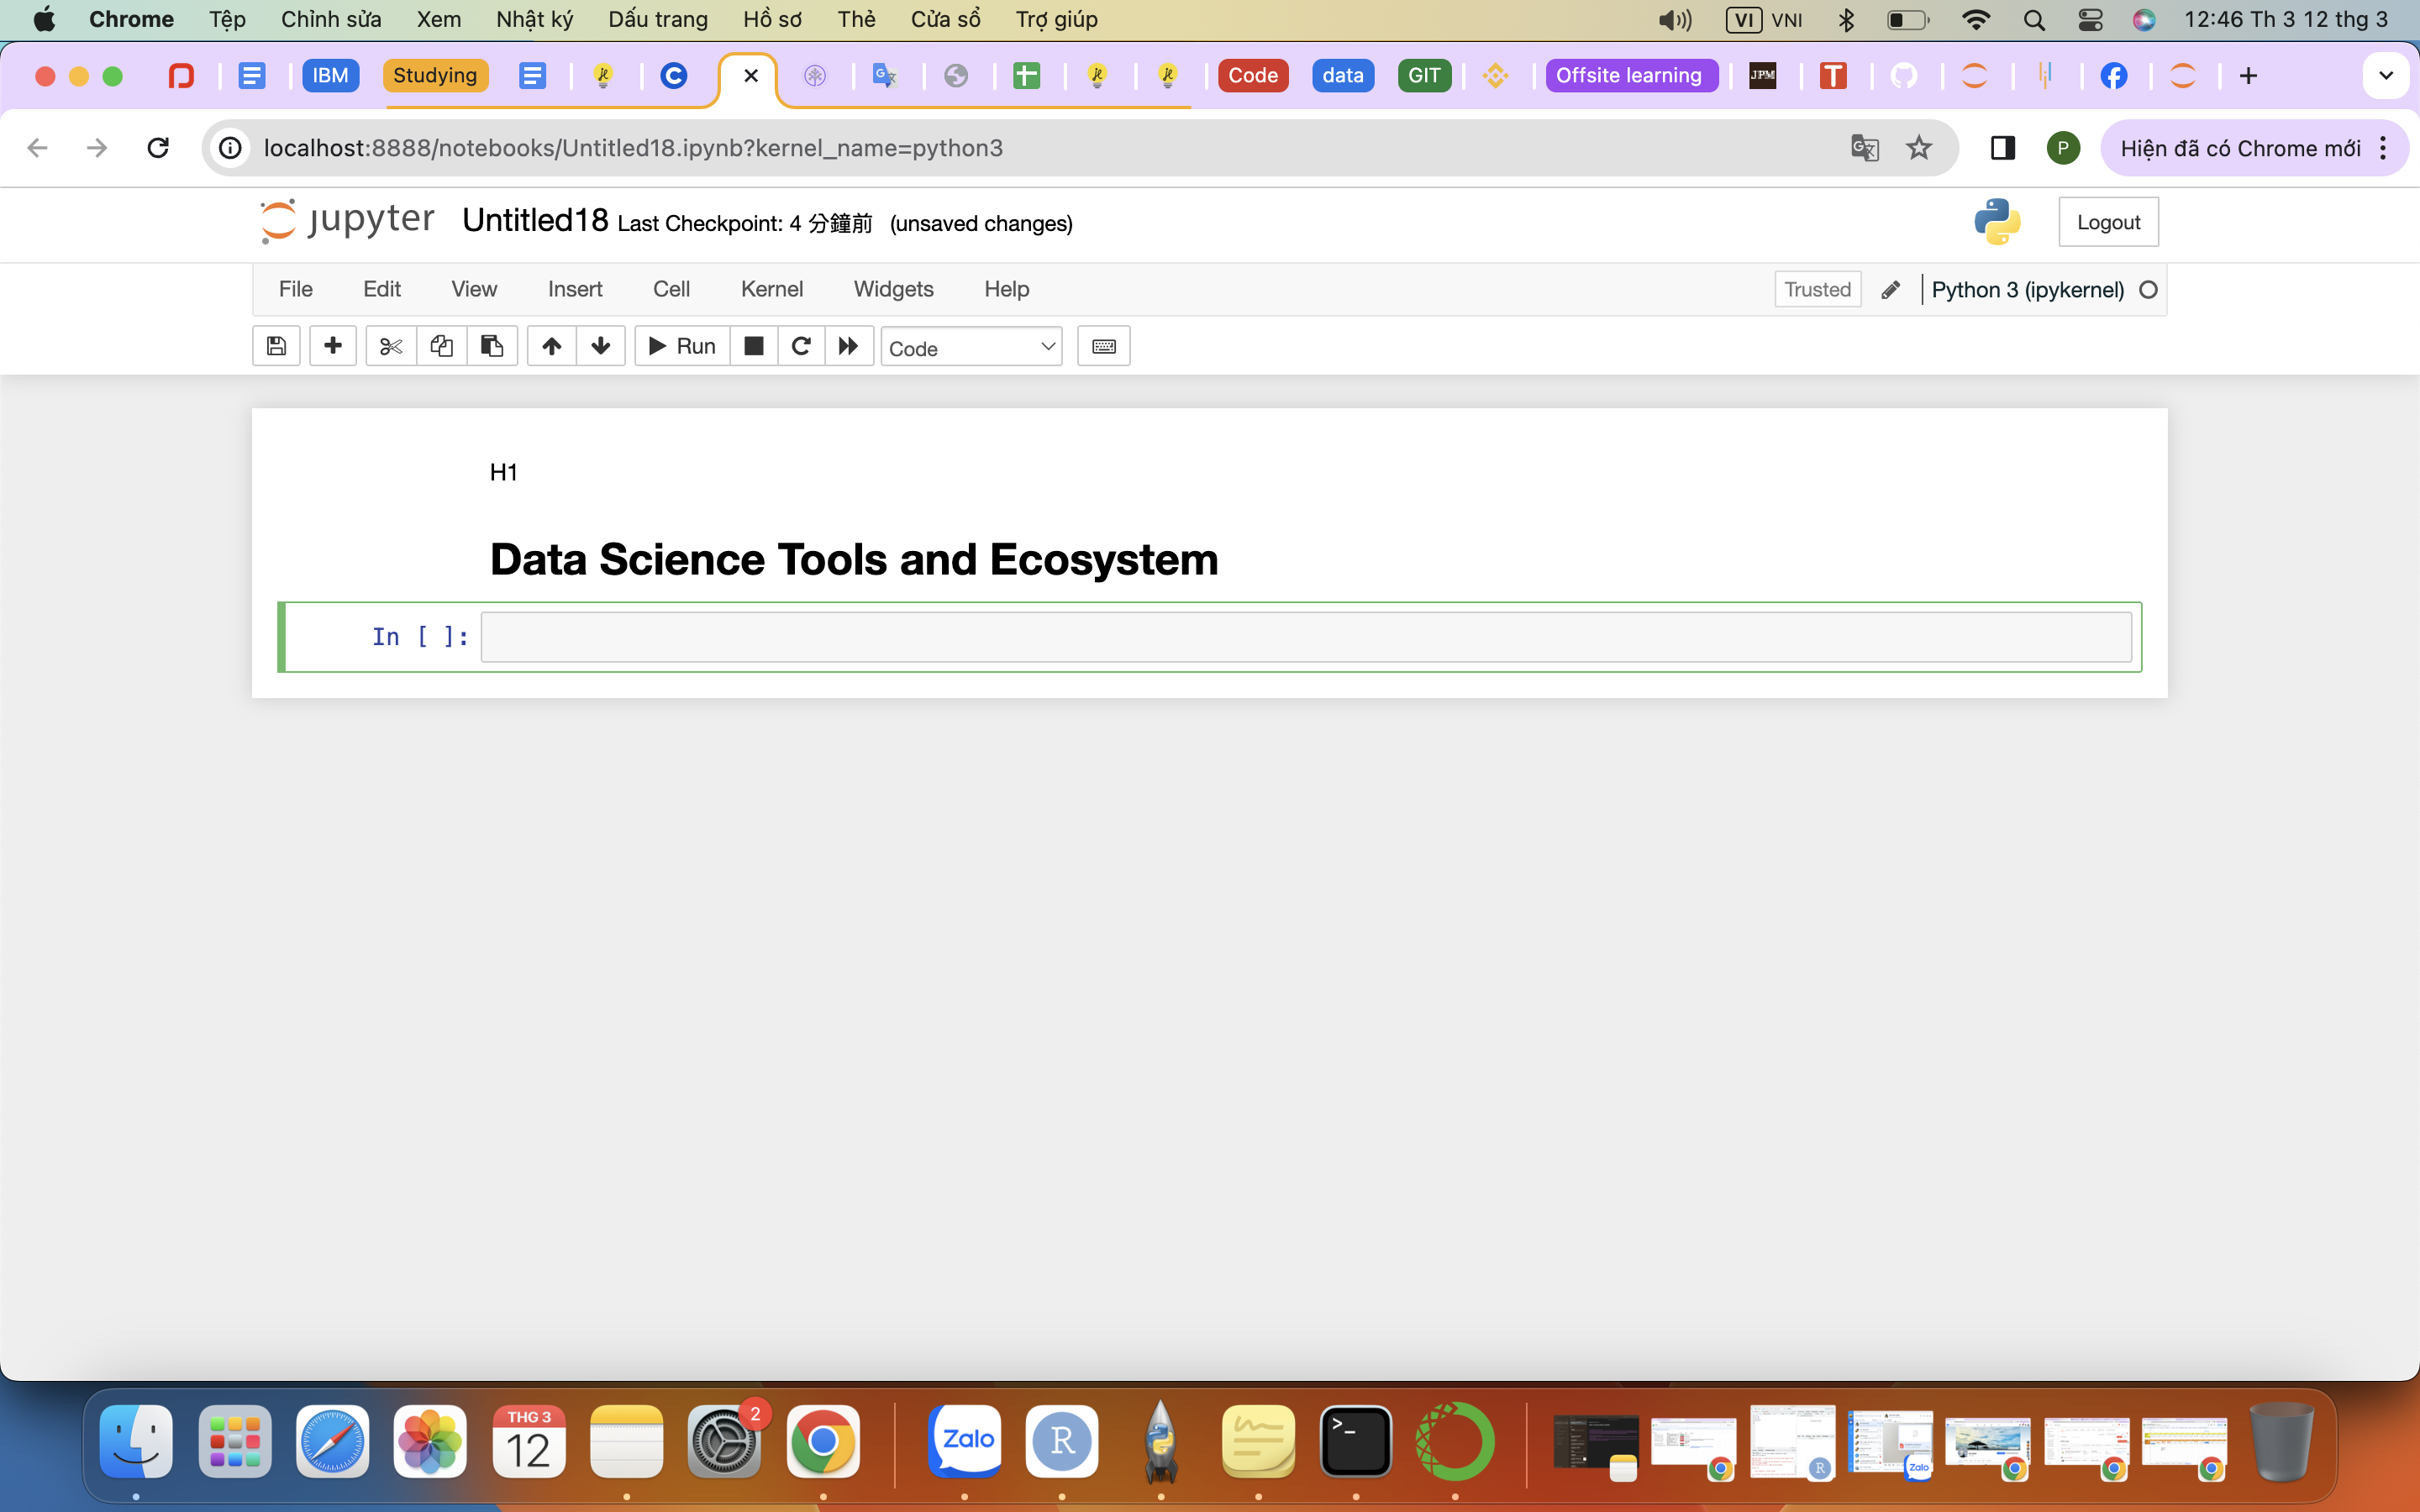 Chrome Tệp Chỉnh sửa Xem Nhật ký Dấu trang Hồ sơ Thẻ Cửa sổ Trợ giúp VI VNI 12:46 Th 3 12 thg 3
IBM Studying Code data GIT Offsite learning JPM T
localhost:8888/notebooks/Untitled18.ipynb?kernel_name=python3 P Hiện đã có Chrome mới
jupyter Untitled18 Last Checkpoint: 4 分鐘前 (unsaved changes) Logout
File Edit View Insert Cell Kernel Widgets Help Trusted Python 3 (ipykernel)
Run Code
H1
Data Science Tools and Ecosystem
In [ ]:
THG 3
12
2
Zalo
R
>_
R
Zalo